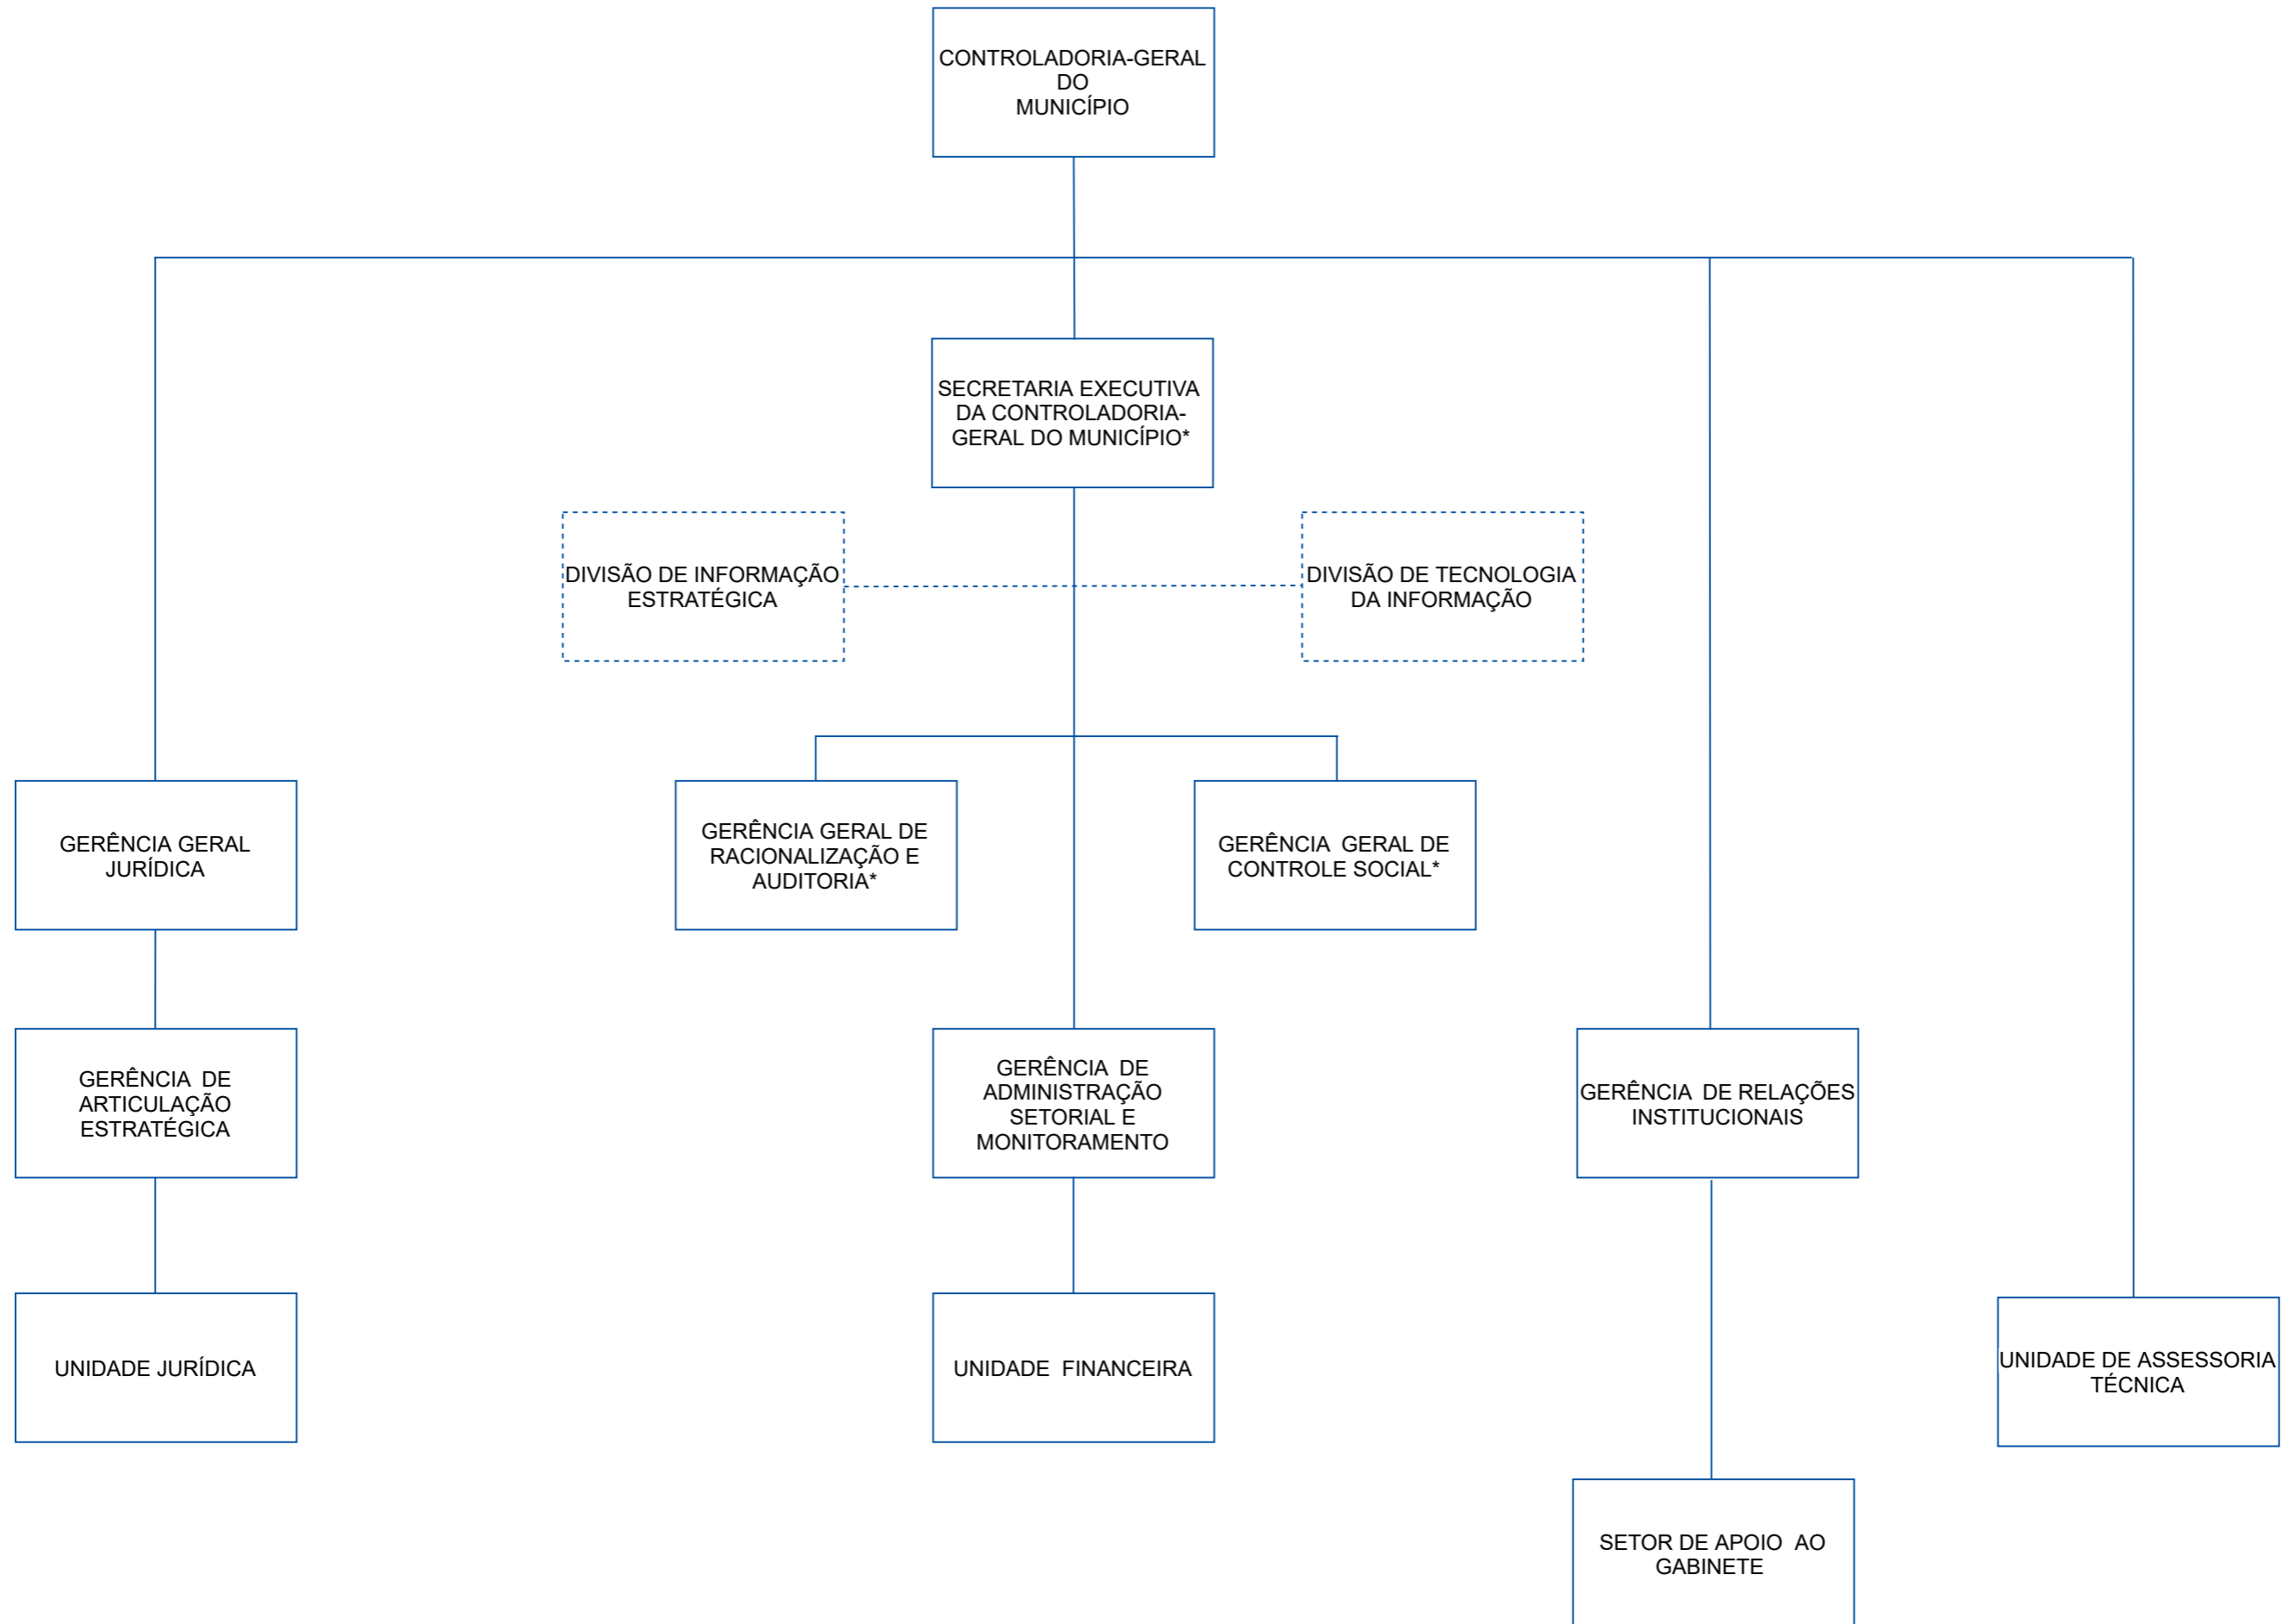 CONTROLADORIA-GERAL
DO
MUNICÍPIO
SECRETARIA EXECUTIVA
DA CONTROLADORIA-
GERAL DO MUNICÍPIO*
DIVISÃO DE INFORMAÇÃO
ESTRATÉGICA
DIVISÃO DE TECNOLOGIA
DA INFORMAÇÃO
GERÊNCIA GERAL
JURÍDICA
GERÊNCIA GERAL DE
RACIONALIZAÇÃO E
AUDITORIA*
GERÊNCIA GERAL DE
CONTROLE SOCIAL*
GERÊNCIA DE
ARTICULAÇÃO
ESTRATÉGICA
GERÊNCIA DE
ADMINISTRAÇÃO
SETORIAL E
MONITORAMENTO
GERÊNCIA DE RELAÇÕES
INSTITUCIONAIS
UNIDADE JURÍDICA
UNIDADE FINANCEIRA
UNIDADE DE ASSESSORIA
TÉCNICA
SETOR DE APOIO AO
GABINETE